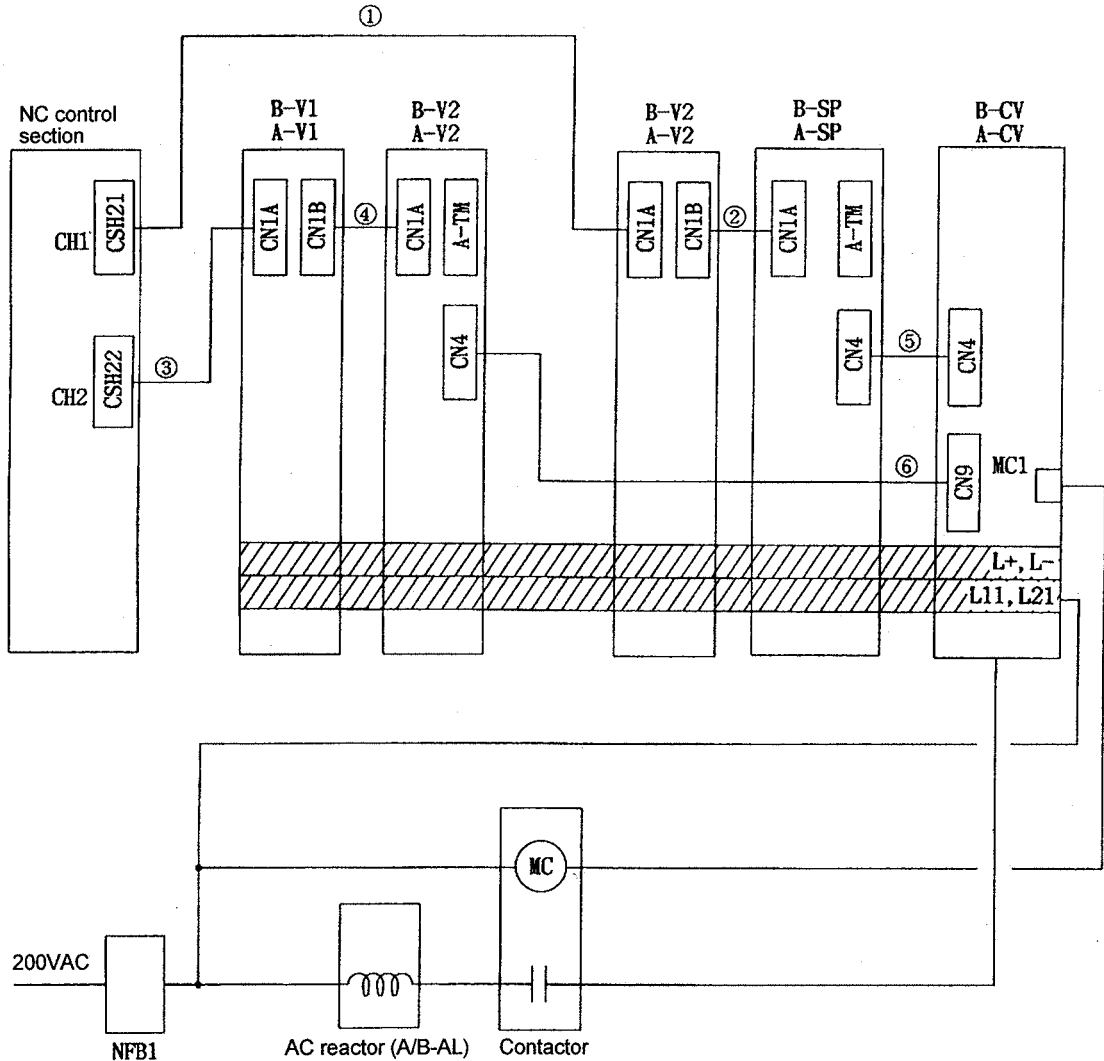 ①
NC control
section
B-V1
A-V1
B-V2
A-V2
B-V2
A-V2
B-SP
A-SP
B-CV
A-CV
CH1
CSH21
CN1A
CN1B
④
CN1A
A-TM
CN1A
CN1B
②
CN1A
A-TM
CH2
CSH22
③
CN4
CN4
⑤
CN4
⑥
CN9
MC1
L+, L-
L11, L21
MC
200VAC
NFB1
AC reactor (A/B-AL)
Contactor